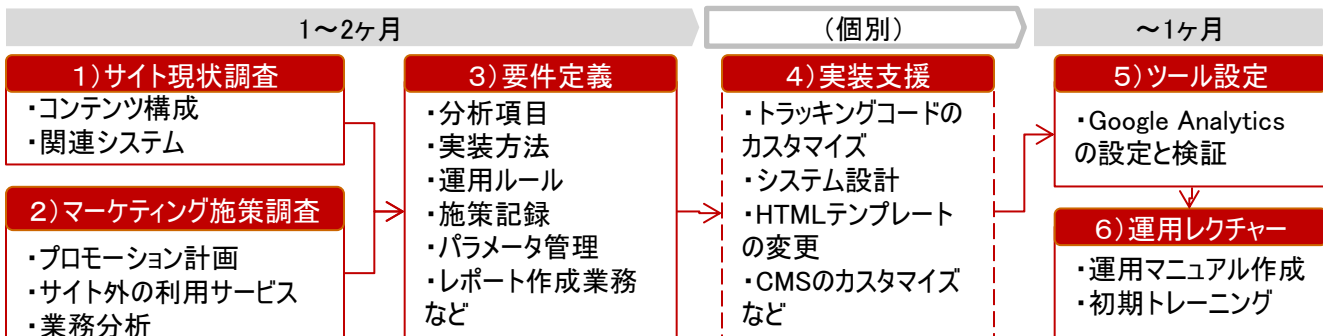 1～2ヶ月
（個別）
～1ヶ月
１）サイト現状調査
・コンテンツ構成
・関連システム
２）マーケティング施策調査
・プロモーション計画
・サイト外の利用サービス
・業務分析
３）要件定義
・分析項目
・実装方法
・運用ルール
・施策記録
・パラメータ管理
・レポート作成業務
など
４）実装支援
・トラッキングコードの
カスタマイズ
・システム設計
・HTMLテンプレート
の変更
・CMSのカスタマイズ
など
５）ツール設定
・Google Analytics
の設定と検証
６）運用レクチャー
・運用マニュアル作成
・初期トレーニング